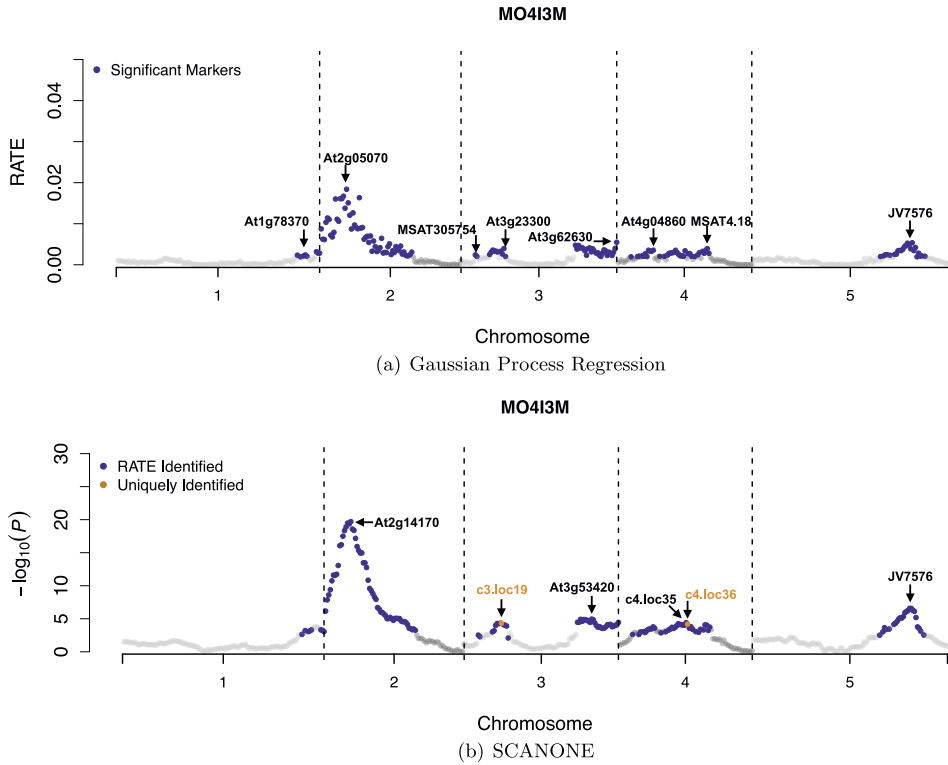 MO4I3M
Significant Markers
RATE
0.00
0.02
0.04
At1g78370
At2g05070
MSAT305754
At3g23300
At3g62630
At4g04860
MSAT4.18
JV7576
1
2
3
4
5
Chromosome
(a) Gaussian Process Regression
MO4I3M
RATE Identified
Uniquely Identified
−log10(P)
0
5
10
20
30
At2g14170
c3.loc19
At3g53420
c4.loc35
c4.loc36
JV7576
1
2
3
4
5
Chromosome
(b) SCANONE